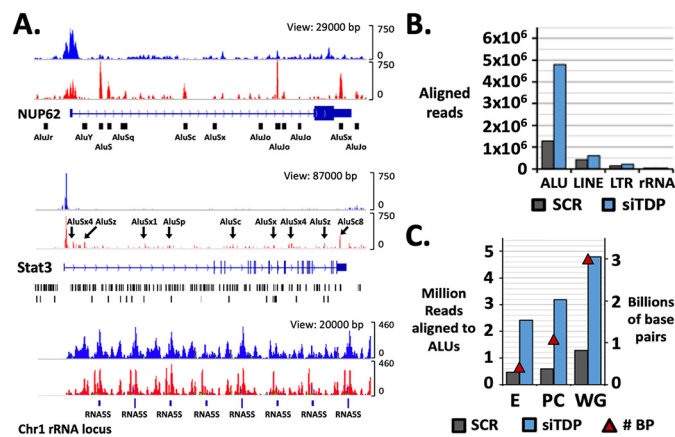 A.
View: 29000 bp
750
0
750
0
NUP62
AluJr
AluY
AluS
AluSq
AluSc
AluSx
AluJo
AluJo
AluJo
AluSx
AluJo
View: 87000 bp
750
0
750
0
AluSx4 AluSz AluSx1 AluSp AluSc AluSx AluSx4 AluSz AluSc8
Stat3
View: 20000 bp
460
0
460
0
RNA5S RNA5S RNA5S RNA5S RNA5S RNA5S RNA5S RNA5S
Chr1 rRNA locus
B.
Aligned
reads
6x10⁶
5x10⁶
4x10⁶
3x10⁶
2x10⁶
1x10⁶
0
ALU LINE LTR rRNA
SCR siTDP
C.
Million
Reads
aligned to
ALUs
5
4
3
2
1
0
3
2
1
0
Billions
of base
pairs
E PC WG
SCR siTDP # BP